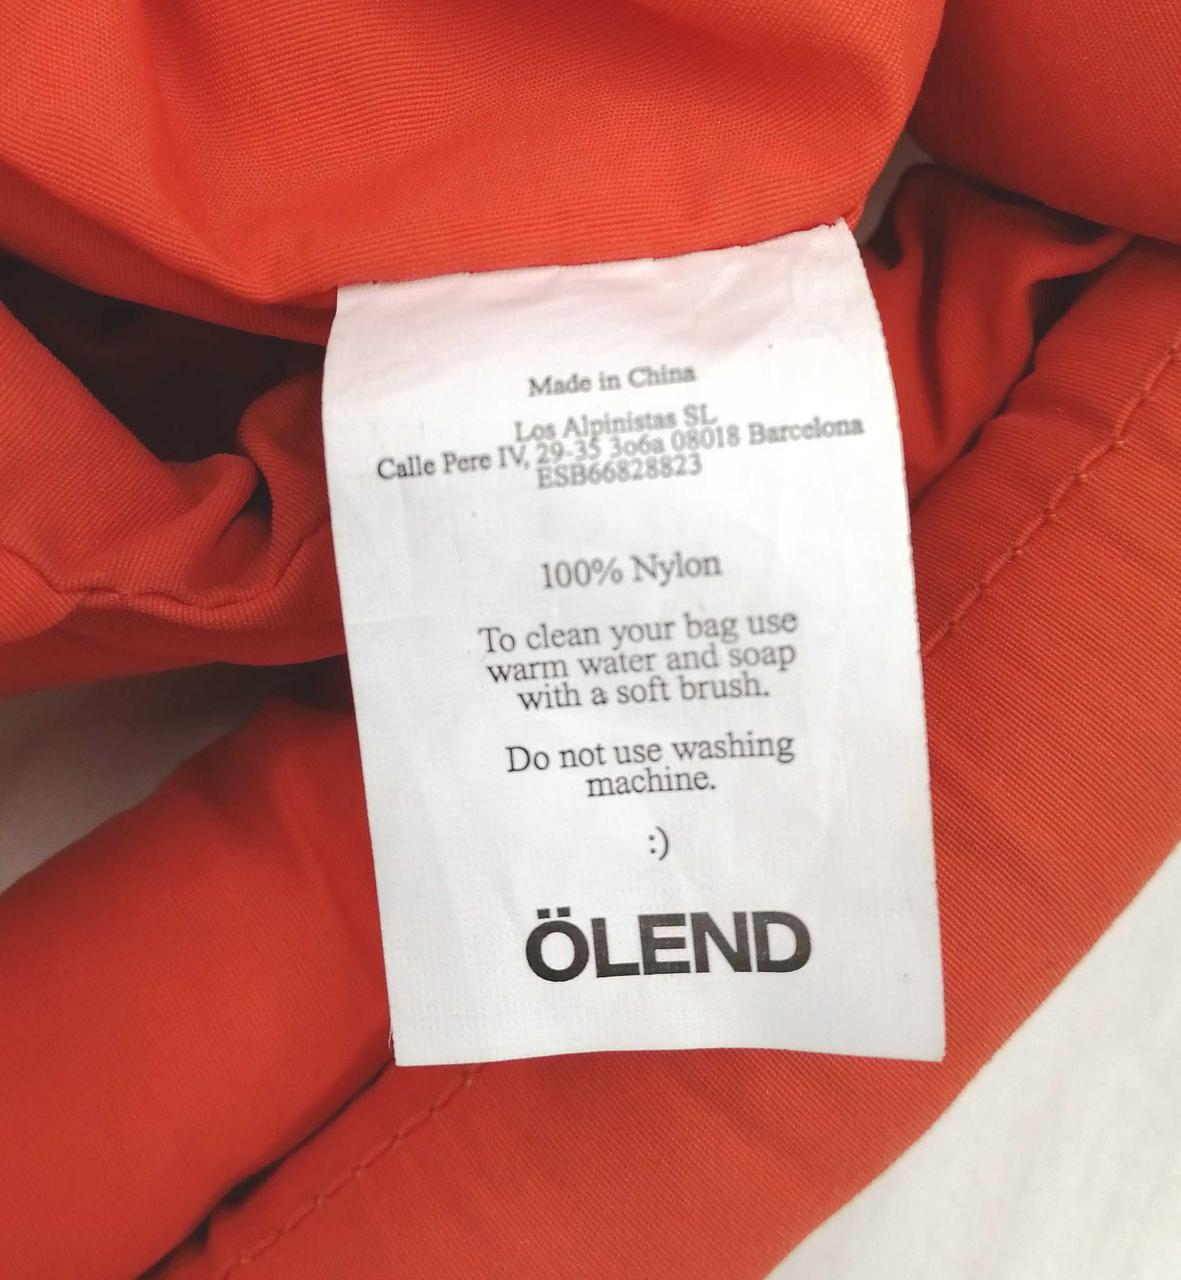 Made in China
Los Alpinistas SL
Calle Pere IV, 29-35 3o6a 08018 Barcelona
ESB66828823
100% Nylon
To clean your bag use
warm water and soap
with a soft brush.
Do not use washing
machine.
:)
ÖLEND